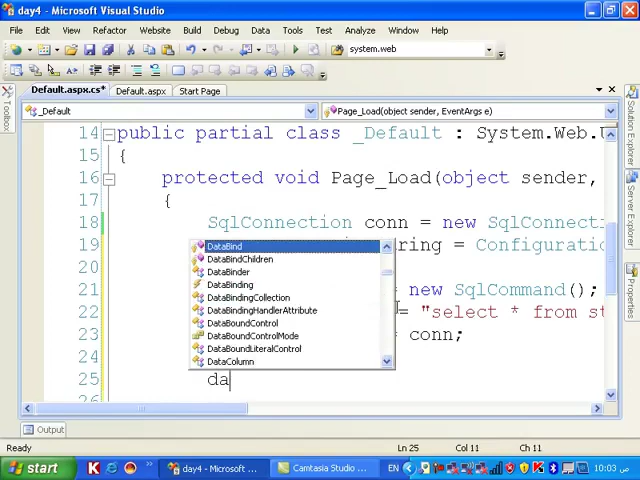 day4 - Microsoft Visual Studio
File Edit View Refactor Website Build Debug Tools Test Analyze Window Help
system.web
Default.aspx.cs* Default.aspx Start Page
_Default Page_Load(object sender, EventArgs e)
14 public partial class _Default : System.Web.U
15 {
16 protected void Page_Load(object sender,
17 {
18 SqlConnection conn = new SqlConnecti
19 ring = Configuratio
20
21 = new SqlCommand();
22 = "select * from st
23 = conn;
24
25 da
DataBind
DataBindChildren
DataBinder
DataBinding
DataBindingCollection
DataBindingHandlerAttribute
DataBoundControl
DataBoundControlMode
DataBoundLiteralControl
DataColumn
Toolbox
Solution Explorer
Server Explorer
Properties
Output
Ready Ln 25 Col 11 Ch 11
start day4 - Microsoft ... Camtasia Studio ... EN 10:03 ص